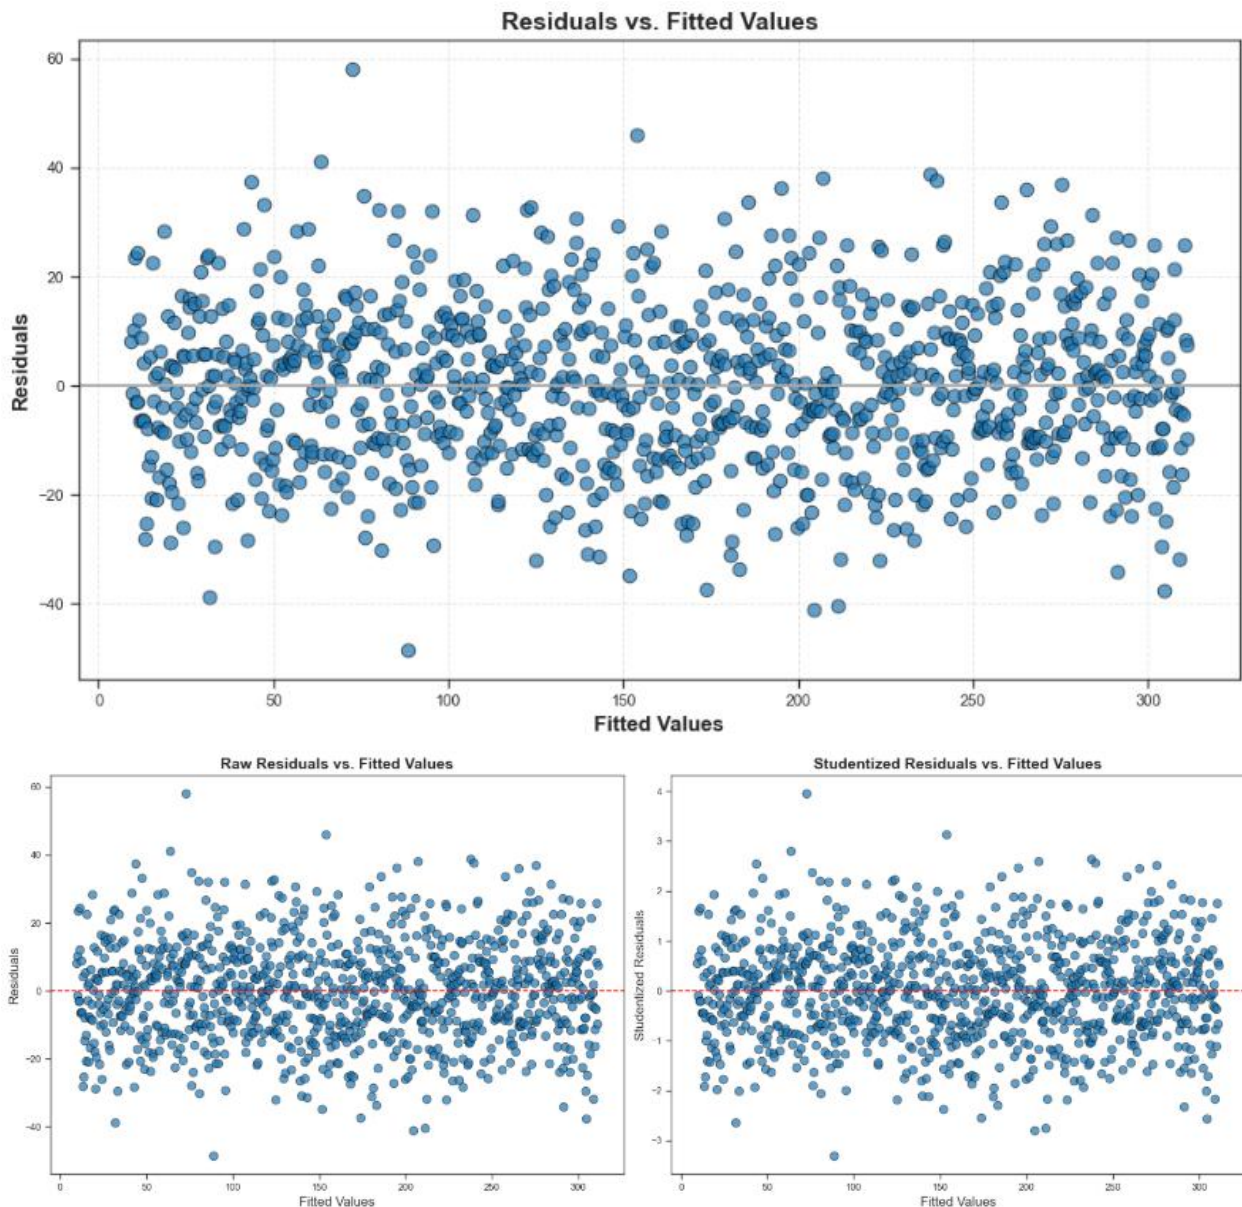 Residuals vs. Fitted Values
60
40
20
0
−20
−40
Residuals
0 50 100 150 200 250 300
Fitted Values
Raw Residuals vs. Fitted Values
60
40
20
0
−20
−40
Residuals
0 50 100 150 200 250 300
Fitted Values
Studentized Residuals vs. Fitted Values
4
3
2
1
0
−1
−2
−3
Studentized Residuals
0 50 100 150 200 250 300
Fitted Values